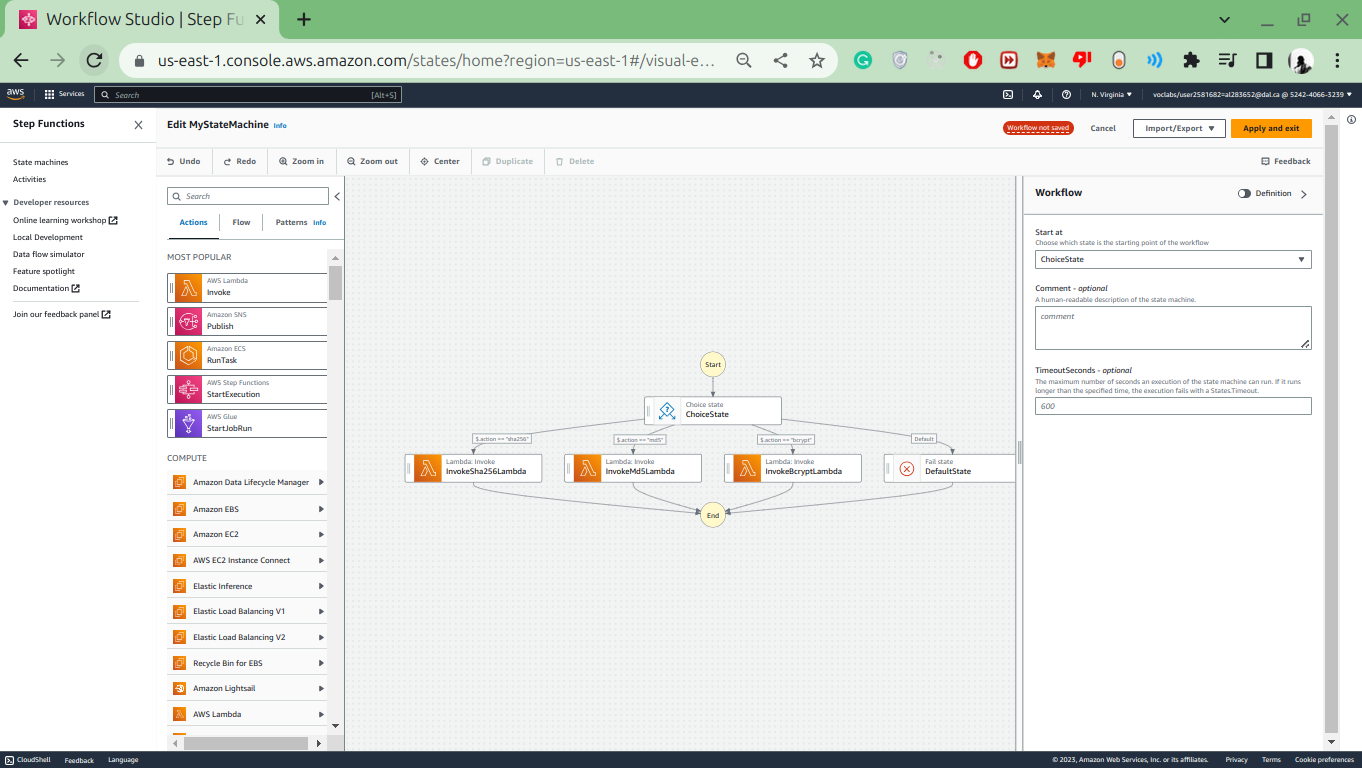 Workflow Studio | Step Fu
us-east-1.console.aws.amazon.com/states/home?region=us-east-1#/visual-e...
aws
Services
Search
[Alt+S]
N. Virginia
voclabs/user2581682=al283652@dal.ca @ 5242-4066-3239
Step Functions
Edit MyStateMachine Info
Workflow not saved
Cancel
Import/Export
Apply and exit
State machines
Activities
Developer resources
Online learning workshop
Local Development
Data flow simulator
Feature spotlight
Documentation
Join our feedback panel
Undo
Redo
Zoom in
Zoom out
Center
Duplicate
Delete
Feedback
Search
Actions
Flow
Patterns Info
MOST POPULAR
AWS Lambda
Invoke
Amazon SNS
Publish
Amazon ECS
RunTask
AWS Step Functions
StartExecution
AWS Glue
StartJobRun
COMPUTE
Amazon Data Lifecycle Manager
Amazon EBS
Amazon EC2
AWS EC2 Instance Connect
Elastic Inference
Elastic Load Balancing V1
Elastic Load Balancing V2
Recycle Bin for EBS
Amazon Lightsail
AWS Lambda
Start
Choice state
ChoiceState
$.action == "sha256"
$.action == "md5"
$.action == "bcrypt"
Default
Lambda: Invoke
InvokeSha256Lambda
Lambda: Invoke
InvokeMd5Lambda
Lambda: Invoke
InvokeBcryptLambda
Fail state
DefaultState
End
Workflow
Definition
Start at
Choose which state is the starting point of the workflow
ChoiceState
Comment - optional
A human-readable description of the state machine.
comment
TimeoutSeconds - optional
The maximum number of seconds an execution of the state machine can run. If it runs
longer than the specified time, the execution fails with a States.Timeout.
600
CloudShell
Feedback
Language
© 2023, Amazon Web Services, Inc. or its affiliates.
Privacy
Terms
Cookie preferences